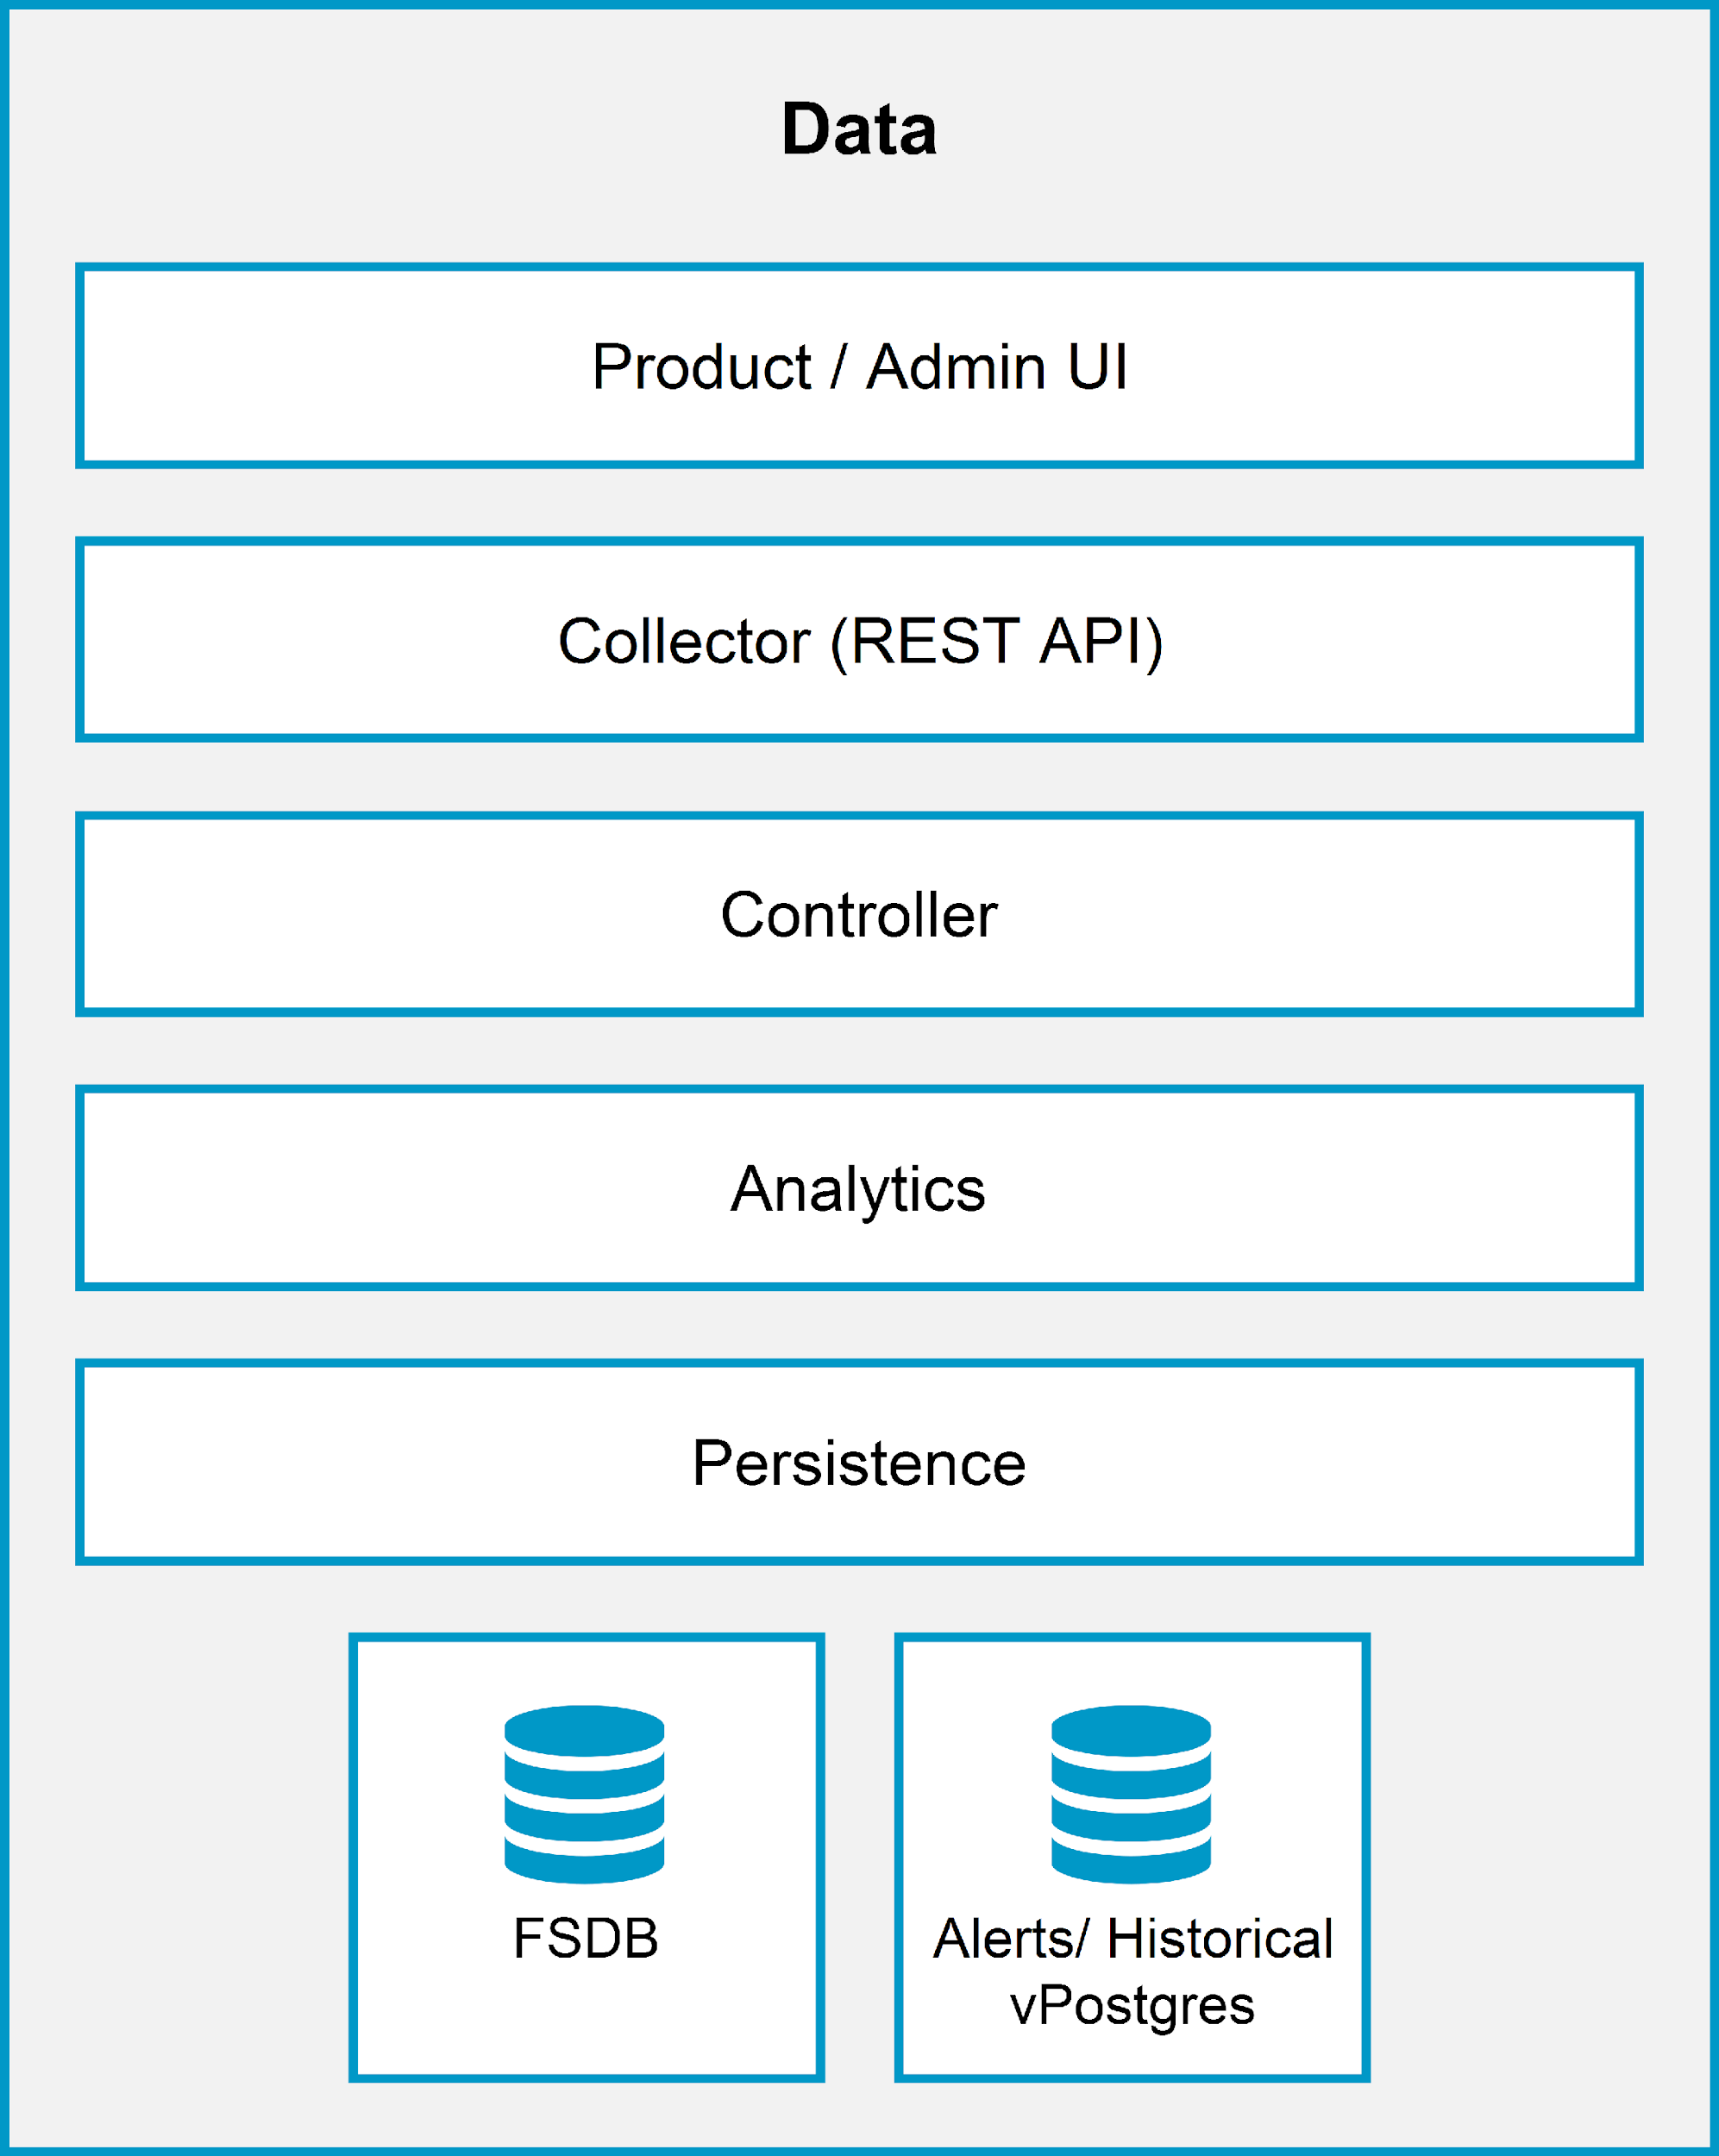 Data
Product / Admin UI
Collector (REST API)
Controller
Analytics
Persistence
FSDB
Alerts/ Historical
vPostgres